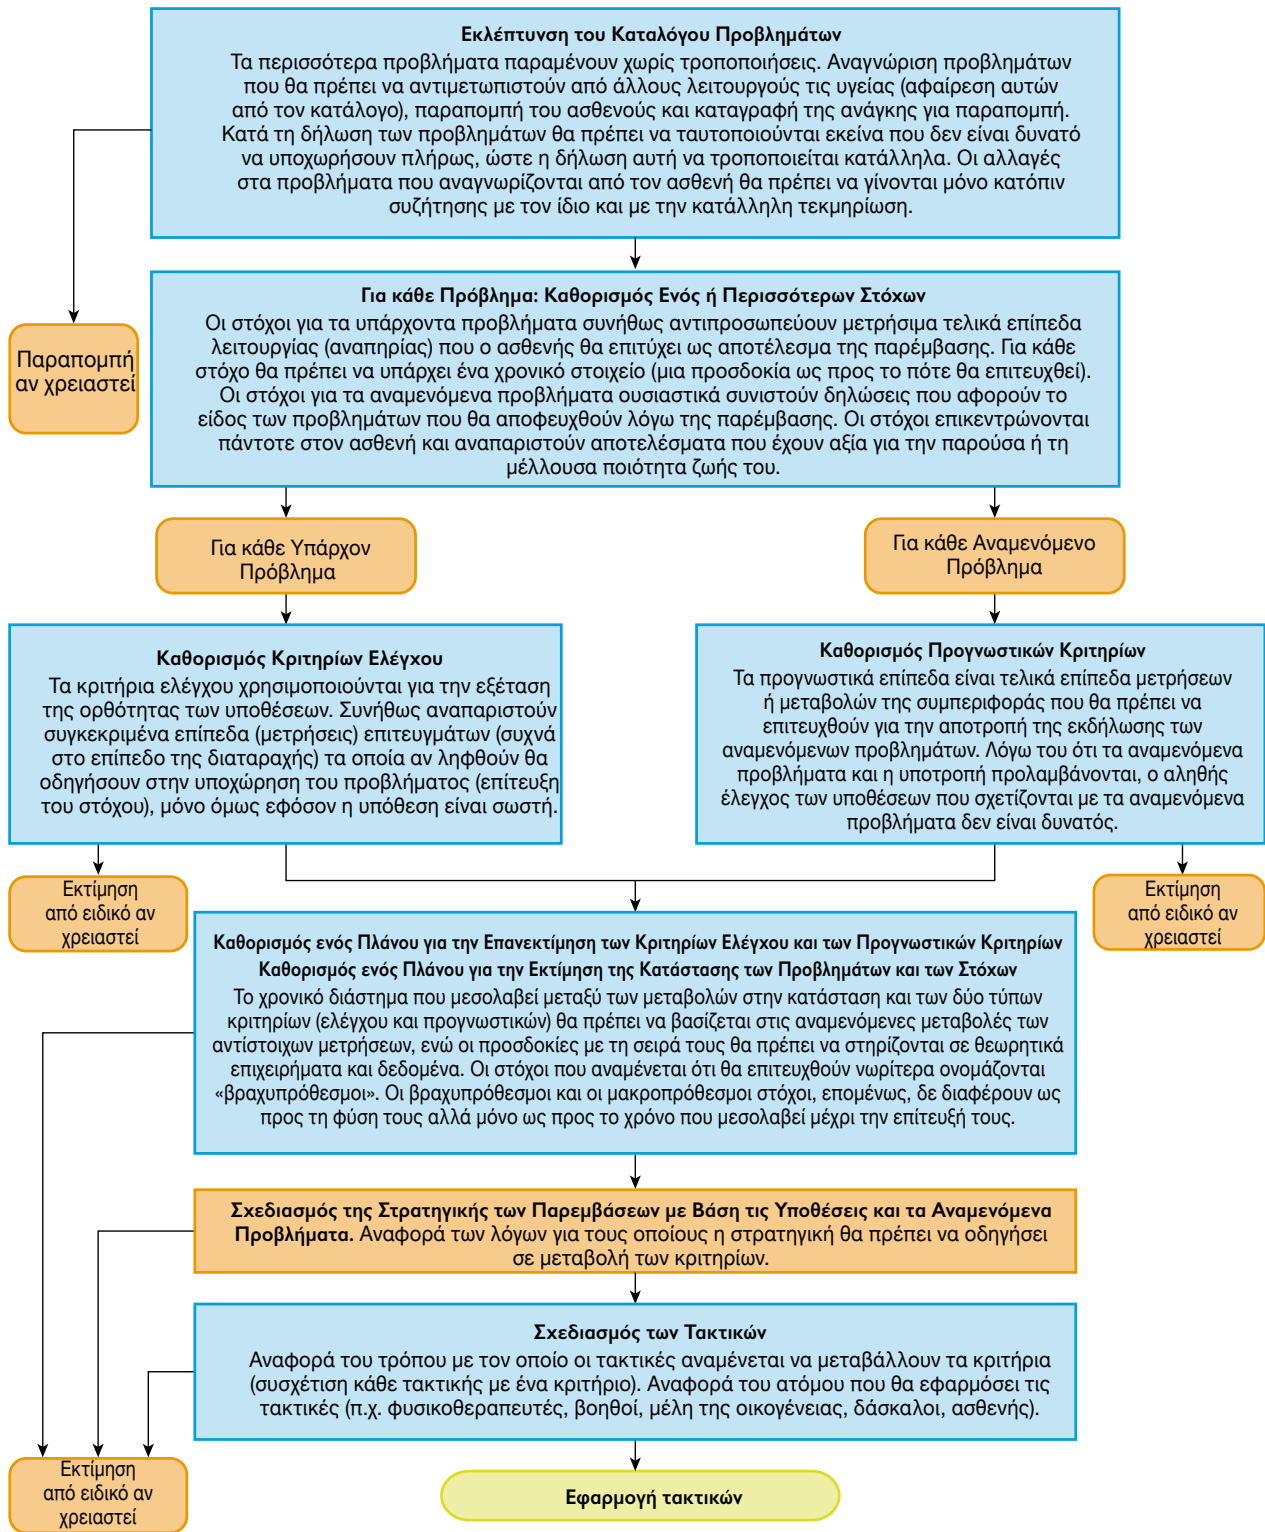 Εκλέπτυνση του Καταλόγου Προβλημάτων
Τα περισσότερα προβλήματα παραμένουν χωρίς τροποποιήσεις. Αναγνώριση προβλημάτων
που θα πρέπει να αντιμετωπιστούν από άλλους λειτουργούς τις υγείας (αφαίρεση αυτών
από τον κατάλογο), παραπομπή του ασθενούς και καταγραφή της ανάγκης για παραπομπή.
Κατά τη δήλωση των προβλημάτων θα πρέπει να ταυτοποιούνται εκείνα που δεν είναι δυνατό
να υποχωρήσουν πλήρως, ώστε η δήλωση αυτή να τροποποιείται κατάλληλα. Οι αλλαγές
στα προβλήματα που αναγνωρίζονται από τον ασθενή θα πρέπει να γίνονται μόνο κατόπιν
συζήτησης με τον ίδιο και με την κατάλληλη τεκμηρίωση.
Παραπομπή
αν χρειαστεί
Για κάθε Πρόβλημα: Καθορισμός Ενός ή Περισσότερων Στόχων
Οι στόχοι για τα υπάρχοντα προβλήματα συνήθως αντιπροσωπεύουν μετρήσιμα τελικά επίπεδα
λειτουργίας (αναπηρίας) που ο ασθενής θα επιτύχει ως αποτέλεσμα της παρέμβασης. Για κάθε
στόχο θα πρέπει να υπάρχει ένα χρονικό στοιχείο (μια προσδοκία ως προς το πότε θα επιτευχθεί).
Οι στόχοι για τα αναμενόμενα προβλήματα ουσιαστικά συνιστούν δηλώσεις που αφορούν το
είδος των προβλημάτων που θα αποφευχθούν λόγω της παρέμβασης. Οι στόχοι επικεντρώνονται
πάντοτε στον ασθενή και αναπαριστούν αποτελέσματα που έχουν αξία για την παρούσα ή τη
μέλλουσα ποιότητα ζωής του.
Για κάθε Υπάρχον
Πρόβλημα
Για κάθε Αναμενόμενο
Πρόβλημα
Καθορισμός Κριτηρίων Ελέγχου
Τα κριτήρια ελέγχου χρησιμοποιούνται για την εξέταση
της ορθότητας των υποθέσεων. Συνήθως αναπαριστούν
συγκεκριμένα επίπεδα (μετρήσεις) επιτευγμάτων (συχνά
στο επίπεδο της διαταραχής) τα οποία αν ληφθούν θα
οδηγήσουν στην υποχώρηση του προβλήματος (επίτευξη
του στόχου), μόνο όμως εφόσον η υπόθεση είναι σωστή.
Καθορισμός Προγνωστικών Κριτηρίων
Τα προγνωστικά επίπεδα είναι τελικά επίπεδα μετρήσεων
ή μεταβολών της συμπεριφοράς που θα πρέπει να
επιτευχθούν για την αποτροπή της εκδήλωσης των
αναμενόμενων προβλημάτων. Λόγω του ότι τα αναμενόμενα
προβλήματα και η υποτροπή προλαμβάνονται, ο αληθής
έλεγχος των υποθέσεων που σχετίζονται με τα αναμενόμενα
προβλήματα δεν είναι δυνατός.
Εκτίμηση
από ειδικό αν
χρειαστεί
Εκτίμηση
από ειδικό αν
χρειαστεί
Καθορισμός ενός Πλάνου για την Επανεκτίμηση των Κριτηρίων Ελέγχου και των Προγνωστικών Κριτηρίων
Καθορισμός ενός Πλάνου για την Εκτίμηση της Κατάστασης των Προβλημάτων και των Στόχων
Το χρονικό διάστημα που μεσολαβεί μεταξύ των μεταβολών στην κατάσταση και των δύο τύπων
κριτηρίων (ελέγχου και προγνωστικών) θα πρέπει να βασίζεται στις αναμενόμενες μεταβολές των
αντίστοιχων μετρήσεων, ενώ οι προσδοκίες με τη σειρά τους θα πρέπει να στηρίζονται σε θεωρητικά
επιχειρήματα και δεδομένα. Οι στόχοι που αναμένεται ότι θα επιτευχθούν νωρίτερα ονομάζονται
«βραχυπρόθεσμοι». Οι βραχυπρόθεσμοι και οι μακροπρόθεσμοι στόχοι, επομένως, δε διαφέρουν ως
προς τη φύση τους αλλά μόνο ως προς το χρόνο που μεσολαβεί μέχρι την επίτευξή τους.
Σχεδιασμός της Στρατηγικής των Παρεμβάσεων με Βάση τις Υποθέσεις και τα Αναμενόμενα
Προβλήματα. Αναφορά των λόγων για τους οποίους η στρατηγική θα πρέπει να οδηγήσει
σε μεταβολή των κριτηρίων.
Σχεδιασμός των Τακτικών
Αναφορά του τρόπου με τον οποίο οι τακτικές αναμένεται να μεταβάλλουν τα κριτήρια
(συσχέτιση κάθε τακτικής με ένα κριτήριο). Αναφορά του ατόμου που θα εφαρμόσει τις
τακτικές (π.χ. φυσικοθεραπευτές, βοηθοί, μέλη της οικογένειας, δάσκαλοι, ασθενής).
Εκτίμηση
από ειδικό αν
χρειαστεί
Εφαρμογή τακτικών